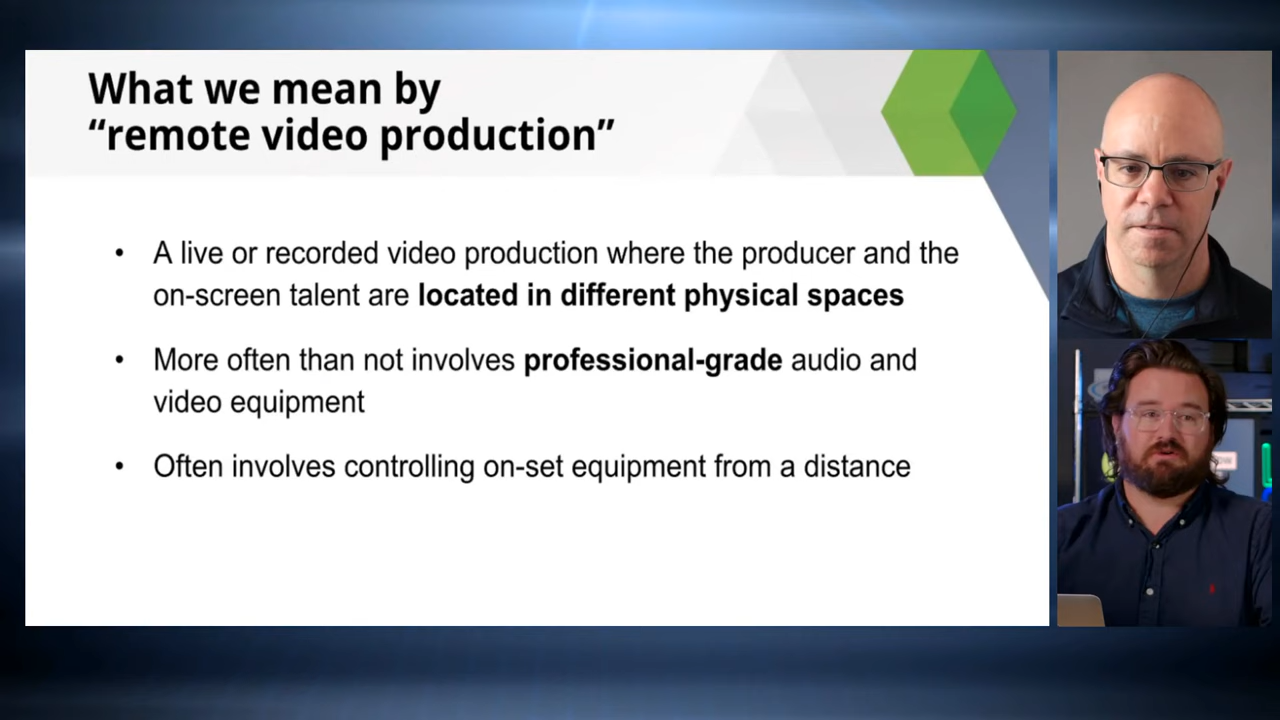 What we mean by
“remote video production”
• A live or recorded video production where the producer and the
on-screen talent are located in different physical spaces
• More often than not involves professional-grade audio and
video equipment
• Often involves controlling on-set equipment from a distance